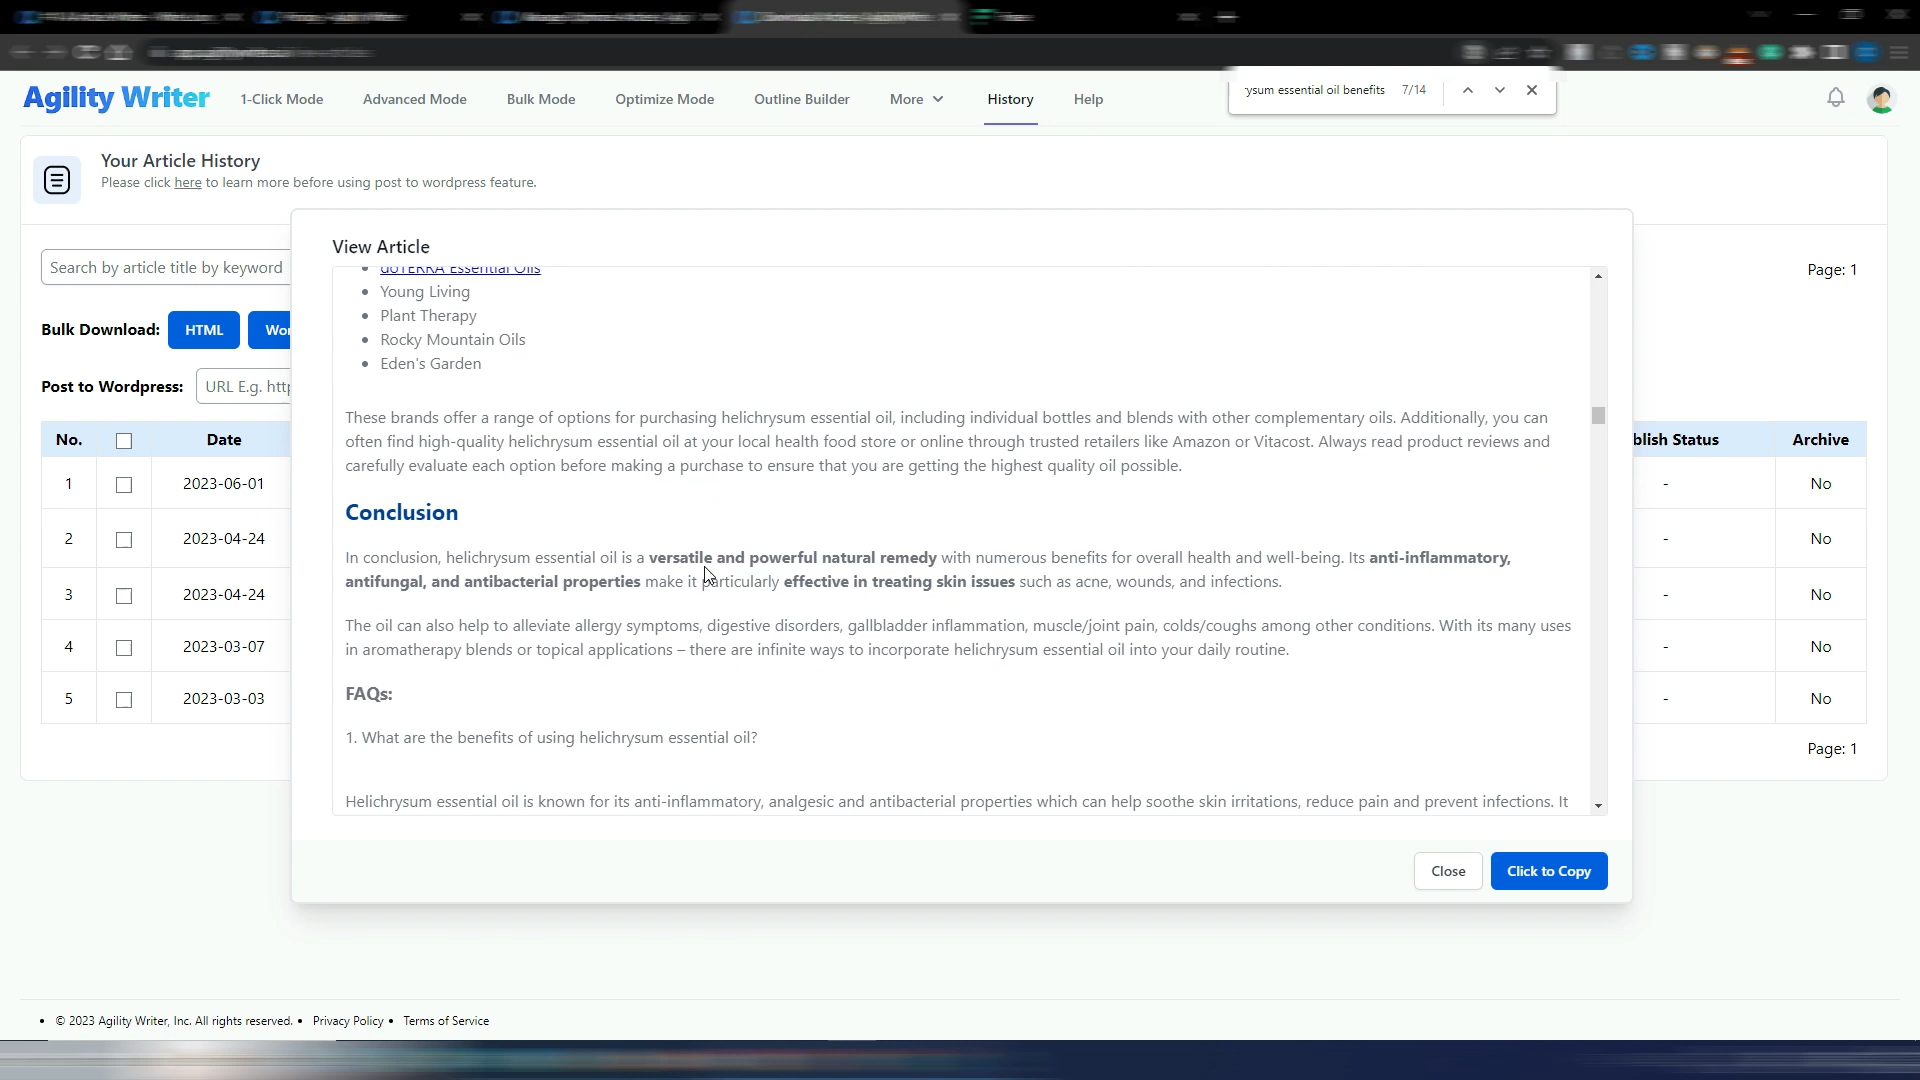 Agility Writer
1-Click Mode
Advanced Mode
Bulk Mode
Optimize Mode
Outline Builder
More
History
Help
ysum essential oil benefits 7/14
Your Article History
Please click here to learn more before using post to wordpress feature.
Search by article title by keyword
Page: 1
Bulk Download: HTML
Post to Wordpress: URL E.g.
No. Date
Status Archive
1 2023-06-01 - No
2 2023-04-24 - No
3 2023-04-24 - No
4 2023-03-07 - No
5 2023-03-03 - No
Page: 1
View Article
doTERRA Essential Oils
• Young Living
• Plant Therapy
• Rocky Mountain Oils
• Eden's Garden
These brands offer a range of options for purchasing helichrysum essential oil, including individual bottles and blends with other complementary oils. Additionally, you can
often find high-quality helichrysum essential oil at your local health food store or online through trusted retailers like Amazon or Vitacost. Always read product reviews and
carefully evaluate each option before making a purchase to ensure that you are getting the highest quality oil possible.
Conclusion
In conclusion, helichrysum essential oil is a versatile and powerful natural remedy with numerous benefits for overall health and well-being. Its anti-inflammatory,
antifungal, and antibacterial properties make it particularly effective in treating skin issues such as acne, wounds, and infections.
The oil can also help to alleviate allergy symptoms, digestive disorders, gallbladder inflammation, muscle/joint pain, colds/coughs among other conditions. With its many uses
in aromatherapy blends or topical applications – there are infinite ways to incorporate helichrysum essential oil into your daily routine.
FAQs:
1. What are the benefits of using helichrysum essential oil?
Helichrysum essential oil is known for its anti-inflammatory, analgesic and antibacterial properties which can help soothe skin irritations, reduce pain and prevent infections. It
Close
Click to Copy
• © 2023 Agility Writer, Inc. All rights reserved. • Privacy Policy • Terms of Service